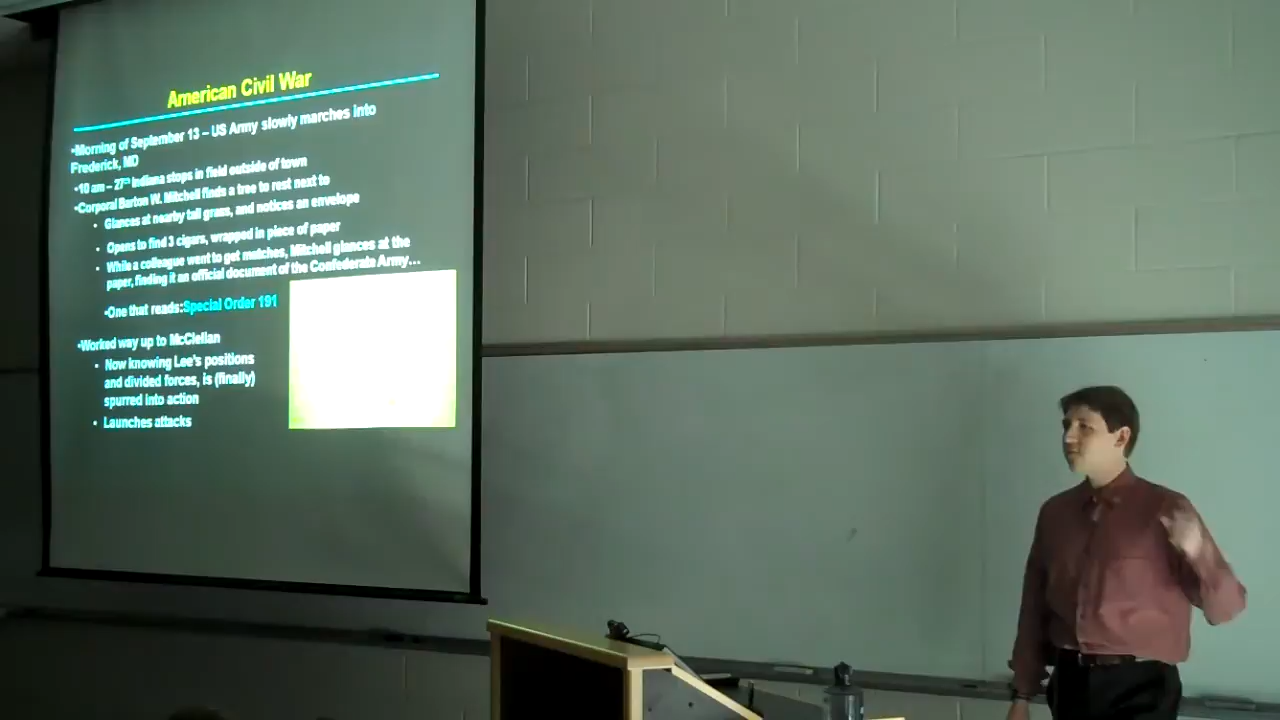 American Civil War
•Morning of September 13 – US Army slowly marches into
Frederick, MD
•10 am – 27th Indiana stops in field outside of town
•Corporal Barton W. Mitchell finds a tree to rest next to
• Glances at nearby tall grass, and notices an envelope
• Opens to find 3 cigars, wrapped in piece of paper
• While a colleague went to get matches, Mitchell glances at the
paper, finding it an official document of the Confederate Army…
•One that reads:Special Order 191
•Worked way up to McClellan
• Now knowing Lee's positions
and divided forces, is (finally)
spurred into action
• Launches attacks